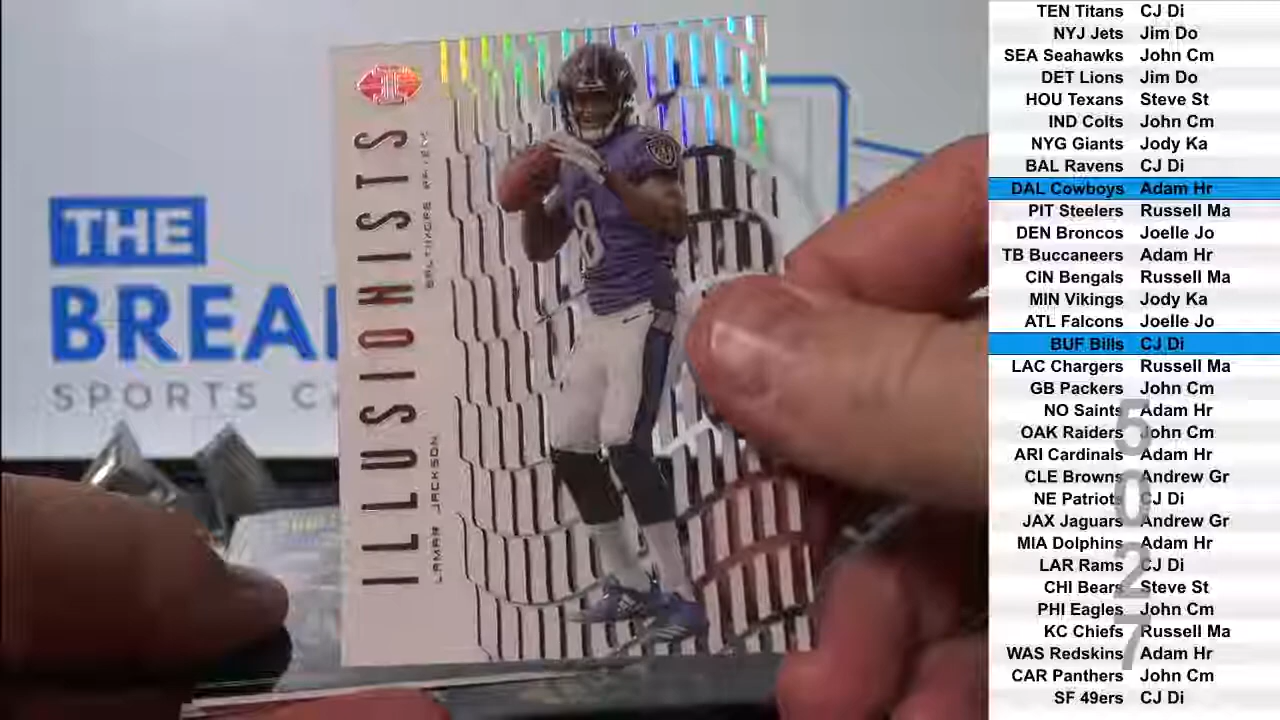 THE
BREA
SPORTS C
ILLUSIONISTS
LAMAR JACKSON
BALTIMORE RAVENS
8
TEN Titans CJ Di
NYJ Jets Jim Do
SEA Seahawks John Cm
DET Lions Jim Do
HOU Texans Steve St
IND Colts John Cm
NYG Giants Jody Ka
BAL Ravens CJ Di
DAL Cowboys Adam Hr
PIT Steelers Russell Ma
DEN Broncos Joelle Jo
TB Buccaneers Adam Hr
CIN Bengals Russell Ma
MIN Vikings Jody Ka
ATL Falcons Joelle Jo
BUF Bills CJ Di
LAC Chargers Russell Ma
GB Packers John Cm
NO Saints Adam Hr
OAK Raiders John Cm
ARI Cardinals Adam Hr
CLE Browns Andrew Gr
NE Patriots CJ Di
JAX Jaguars Andrew Gr
MIA Dolphins Adam Hr
LAR Rams CJ Di
CHI Bears Steve St
PHI Eagles John Cm
KC Chiefs Russell Ma
WAS Redskins Adam Hr
CAR Panthers John Cm
SF 49ers CJ Di
5027